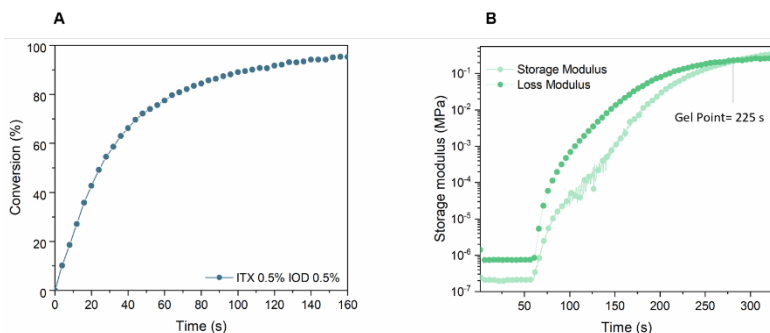 A
B
100
80
60
40
20
0
Conversion (%)
0 20 40 60 80 100 120 140 160
Time (s)
ITX 0.5% IOD 0.5%
Storage Modulus
Loss Modulus
Gel Point= 225 s
10⁻¹
10⁻²
10⁻³
10⁻⁴
10⁻⁵
10⁻⁶
10⁻⁷
Storage modulus (MPa)
50 100 150 200 250 300
Time (s)